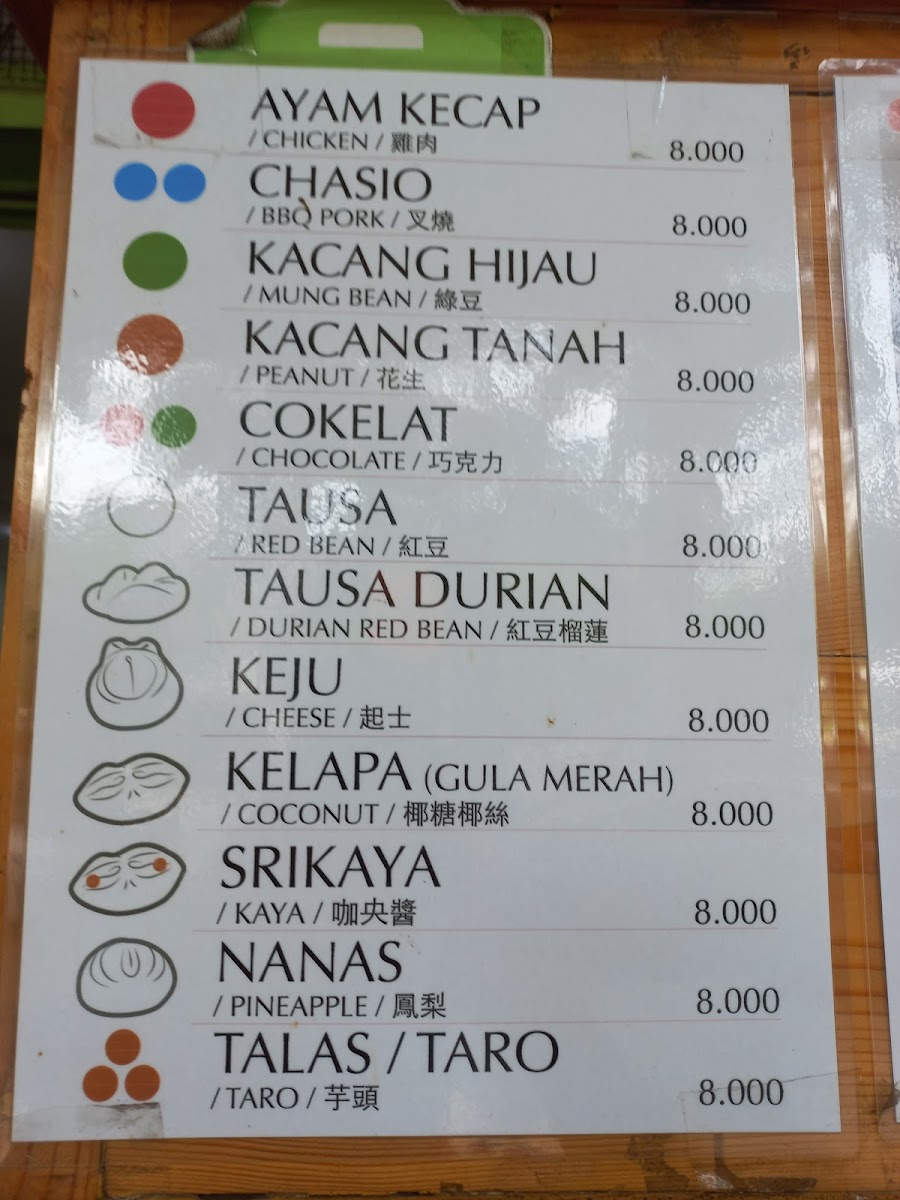 AYAM KECAP
/ CHICKEN / 雞肉 8.000
CHASIO
/ BBQ PORK / 叉燒 8.000
KACANG HIJAU
/ MUNG BEAN / 綠豆 8.000
KACANG TANAH
/ PEANUT / 花生 8.000
COKELAT
/ CHOCOLATE / 巧克力 8.000
TAUSA
/ RED BEAN / 紅豆 8.000
TAUSA DURIAN
/ DURIAN RED BEAN / 紅豆榴蓮 8.000
KEJU
/ CHEESE / 起士 8.000
KELAPA (GULA MERAH)
/ COCONUT / 椰糖椰絲 8.000
SRIKAYA
/ KAYA / 咖央醬 8.000
NANAS
/ PINEAPPLE / 鳳梨 8.000
TALAS / TARO
/ TARO / 芋頭 8.000